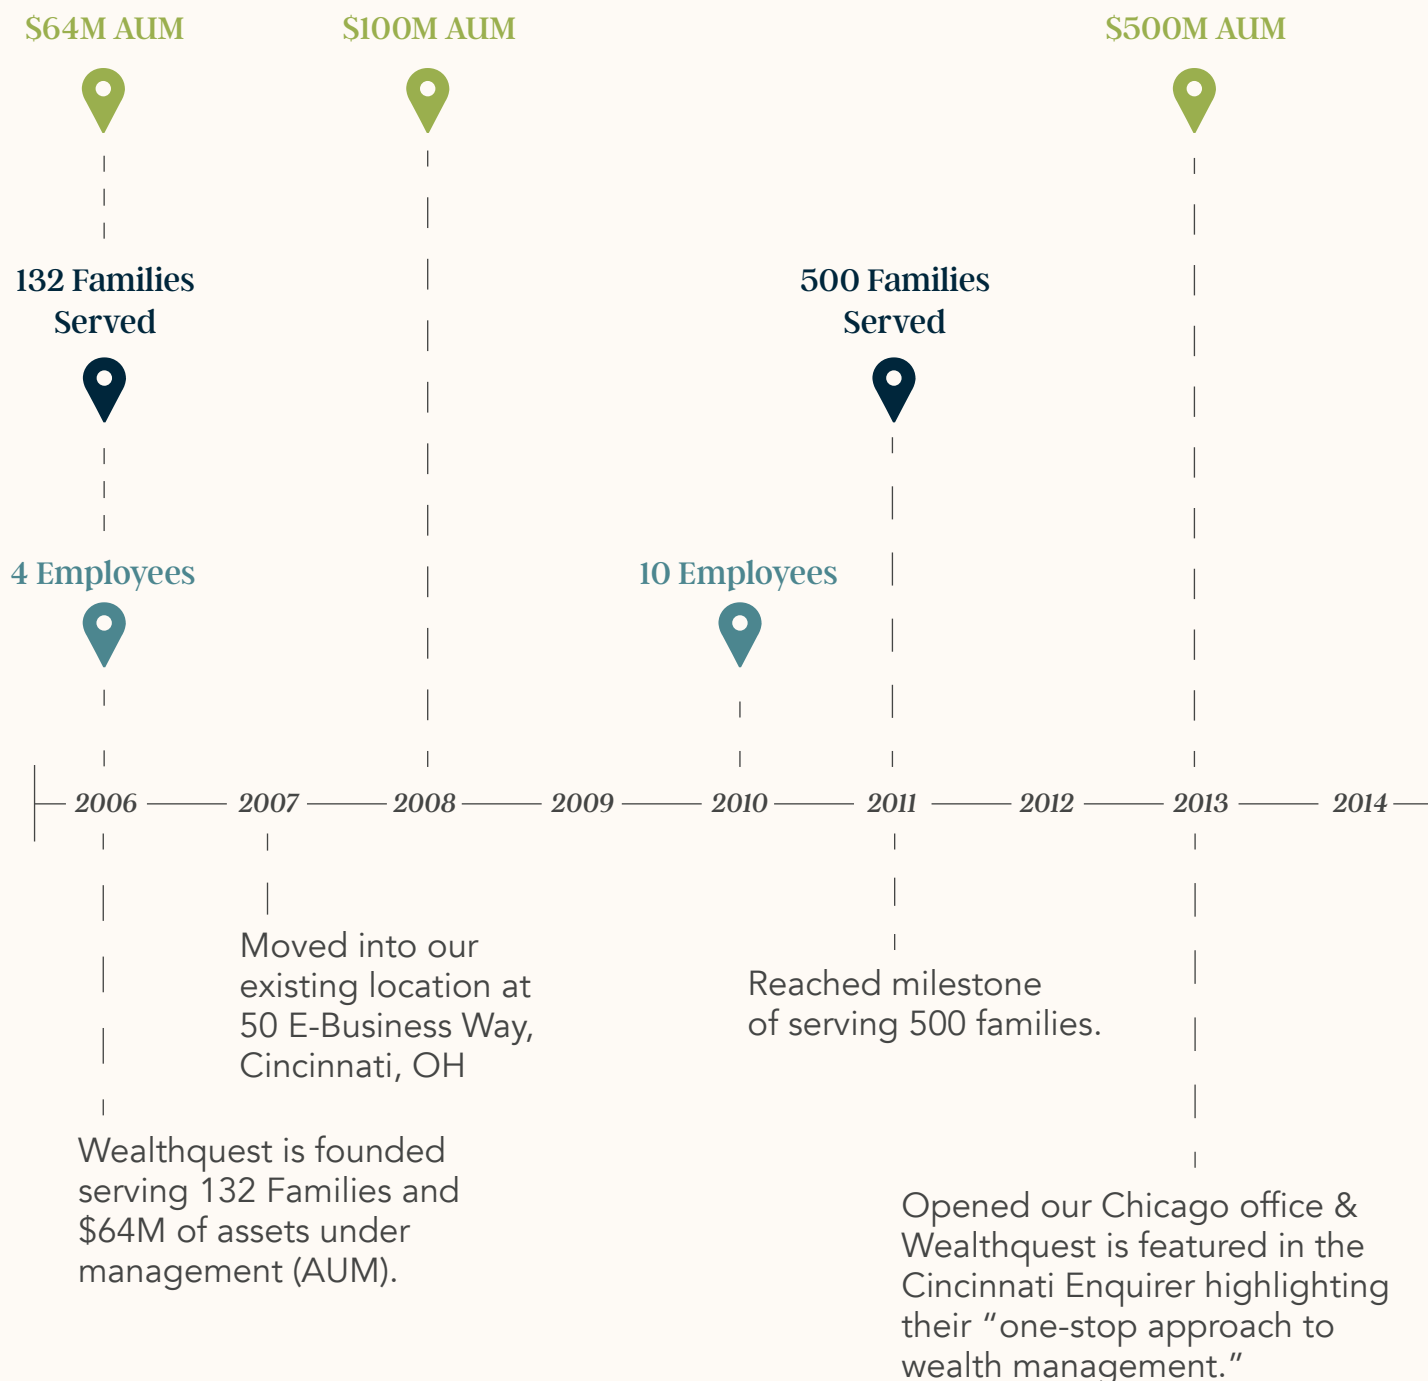 $64M AUM
$100M AUM
$500M AUM
132 Families
Served
500 Families
Served
4 Employees
10 Employees
2006
2007
2008
2009
2010
2011
2012
2013
2014
Moved into our
existing location at
50 E-Business Way,
Cincinnati, OH
Reached milestone
of serving 500 families.
Wealthquest is founded
serving 132 Families and
$64M of assets under
management (AUM).
Opened our Chicago office &
Wealthquest is featured in the
Cincinnati Enquirer highlighting
their “one-stop approach to
wealth management.”